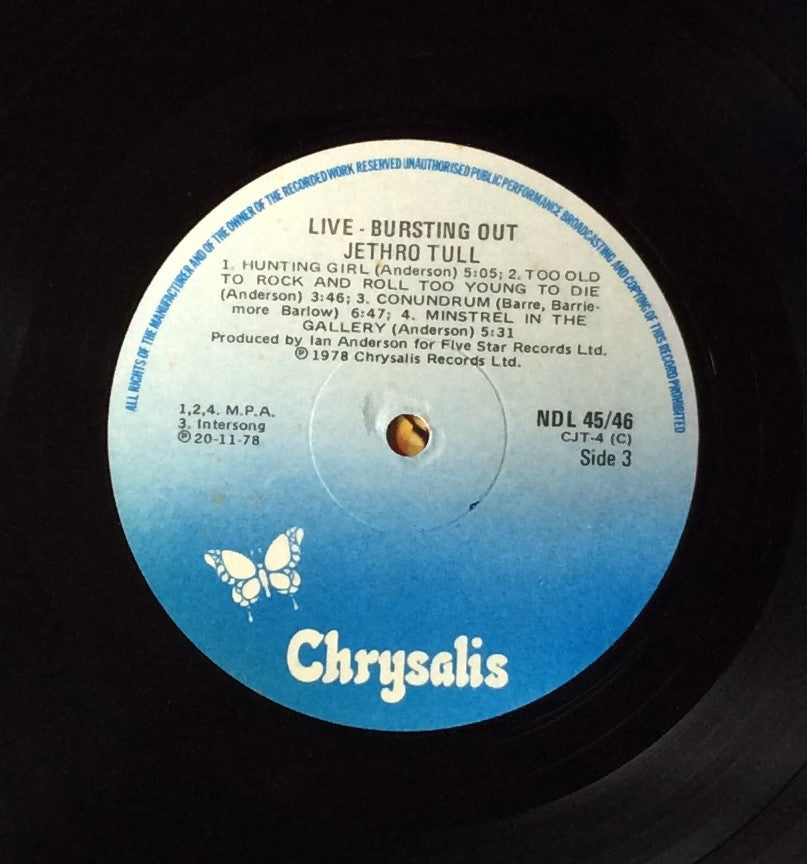 ALL RIGHTS OF THE MANUFACTURER AND OF THE OWNER OF THE RECORDED WORK RESERVED UNAUTHORISED PUBLIC PERFORMANCE BROADCASTING AND COPYING OF THIS RECORD PROHIBITED
LIVE - BURSTING OUT
JETHRO TULL
1. HUNTING GIRL (Anderson) 5:05; 2. TOO OLD
TO ROCK AND ROLL TOO YOUNG TO DIE
(Anderson) 3:46; 3. CONUNDRUM (Barre, Barrie-
more Barlow) 6:47; 4. MINSTREL IN THE
GALLERY (Anderson) 5:31
Produced by Ian Anderson for Five Star Records Ltd.
℗1978 Chrysalis Records Ltd.
1,2,4. M.P.A.
3. Intersong
℗20-11-78
NDL 45/46
CJT-4 (C)
Side 3
Chrysalis